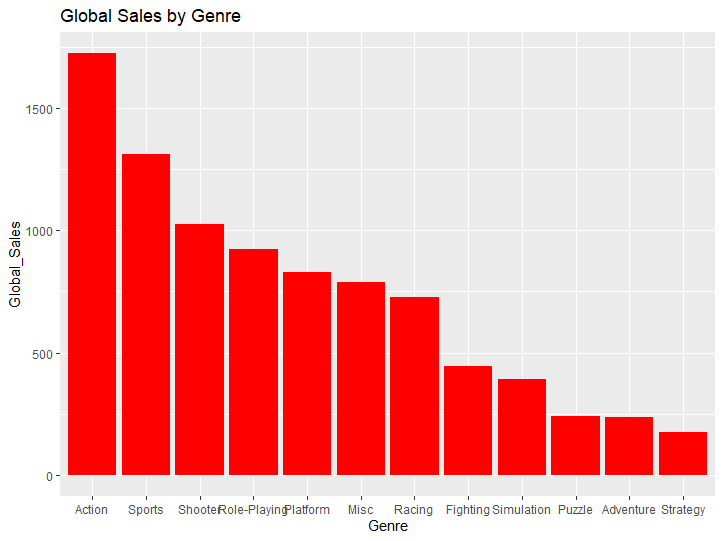 Global Sales by Genre
Global_Sales
1500
1000
500
0
Action Sports Shooter Role-Playing Platform Misc Racing Fighting Simulation Puzzle Adventure Strategy
Genre